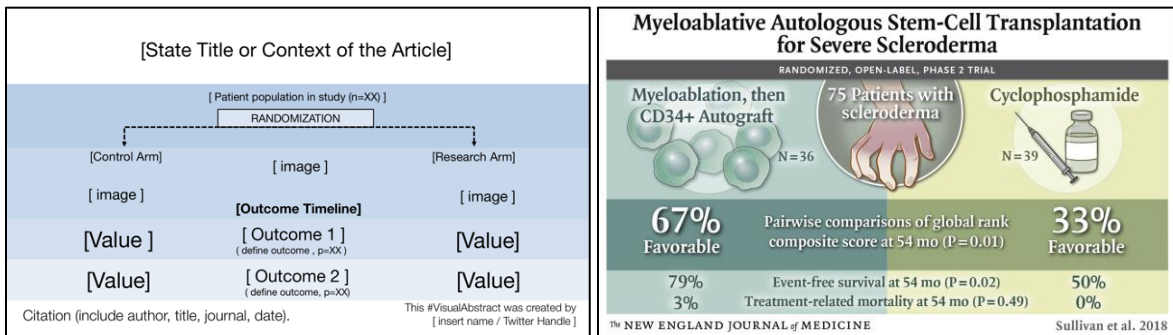 [State Title or Context of the Article]
[ Patient population in study (n=XX) ]
RANDOMIZATION
[Control Arm]
[ image ]
[Research Arm]
[ image ]
[ image ]
[Outcome Timeline]
[Value ]
[ Outcome 1 ]
( define outcome , p=XX )
[Value]
[Value]
[ Outcome 2 ]
( define outcome, p=XX)
[Value]
Citation (include author, title, journal, date).
This #VisualAbstract was created by
[ insert name / Twitter Handle ]
Myeloablative Autologous Stem-Cell Transplantation
for Severe Scleroderma
RANDOMIZED, OPEN-LABEL, PHASE 2 TRIAL
Myeloablation, then
CD34+ Autograft
N=36
75 Patients with
scleroderma
Cyclophosphamide
N=39
67%
Favorable
Pairwise comparisons of global rank
composite score at 54 mo (P=0.01)
33%
Favorable
79% Event-free survival at 54 mo (P=0.02) 50%
3% Treatment-related mortality at 54 mo (P=0.49) 0%
The NEW ENGLAND JOURNAL of MEDICINE
Sullivan et al. 2018